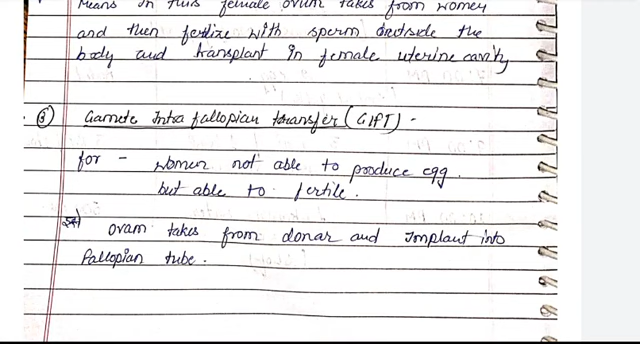 Means in this female ovum takes from women
and then fertlize with sperm outside the
body and transplant in female uterine cavity
③ Gamete Intra fallopian transfer (GIFT) -
for - women not able to produce egg.
but able to fertile.
ovam takes from donar and Implant into
Fallopian tube.